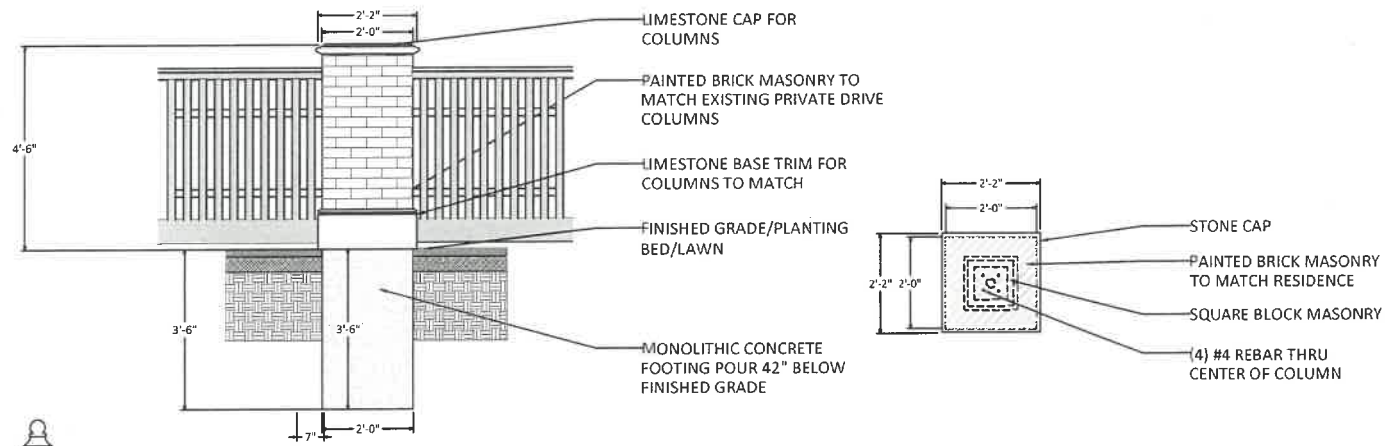 2'-2"
2'-0"
LIMESTONE CAP FOR
COLUMNS
PAINTED BRICK MASONRY TO
MATCH EXISTING PRIVATE DRIVE
COLUMNS
4'-6"
LIMESTONE BASE TRIM FOR
COLUMNS TO MATCH
FINISHED GRADE/PLANTING
BED/LAWN
3'-6"
3'-6"
MONOLITHIC CONCRETE
FOOTING POUR 42" BELOW
FINISHED GRADE
7"
2'-0"
2'-2"
2'-0"
STONE CAP
PAINTED BRICK MASONRY
TO MATCH RESIDENCE
2'-2"
2'-0"
SQUARE BLOCK MASONRY
(4) #4 REBAR THRU
CENTER OF COLUMN